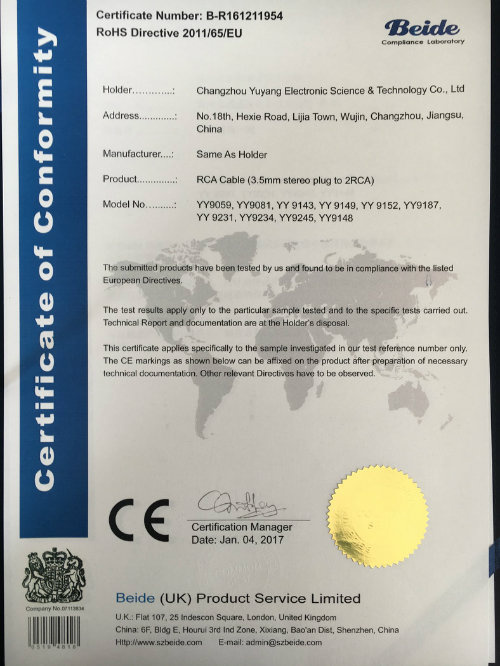 Certificate of Conformity
Certificate Number: B-R161211954
RoHS Directive 2011/65/EU
Beide
Compliance Laboratory
Holder.............: Changzhou Yuyang Electronic Science & Technology Co., Ltd
Address............: No.18th, Hexie Road, Lijia Town, Wujin, Changzhou, Jiangsu,
China
Manufacturer....: Same As Holder
Product.............: RCA Cable (3.5mm stereo plug to 2RCA)
Model No..........: YY9059, YY9081, YY 9143, YY 9149, YY 9152, YY9187,
YY 9231, YY9234, YY9245, YY9148
The submitted products have been tested by us and found to be in compliance with the listed
European Directives.
The test results apply only to the particular sample tested and to the specific tests carried out.
Technical Report and documentation are at the Holder's disposal.
This certificate applies specifically to the sample investigated in our test reference number only.
The CE markings as shown below can be affixed on the product after preparation of necessary
technical documentation. Other relevant Directives have to be observed.
CE
Certification Manager
Date: Jan. 04, 2017
Company No.07113934
Beide (UK) Product Service Limited
U.K.: Flat 107, 25 Indescon Square, London, United Kingdom
China: 6F, Bldg E, Hourui 3rd Ind Zone, Xixiang, Bao'an Dist, Shenzhen, China
Http://www.szbeide.com E-mail: admin@szbeide.com